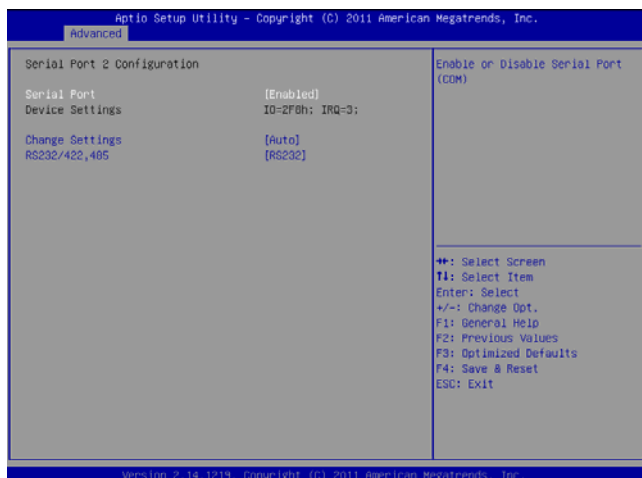 Aptio Setup Utility – Copyright (C) 2011 American Megatrends, Inc.
Advanced
Serial Port 2 Configuration
Serial Port [Enabled]
Device Settings IO=2F8h; IRQ=3;
Change Settings [Auto]
RS232/422,485 [RS232]
Enable or Disable Serial Port
(COM)
→←: Select Screen
↑↓: Select Item
Enter: Select
+/-: Change Opt.
F1: General Help
F2: Previous Values
F3: Optimized Defaults
F4: Save & Reset
ESC: Exit
Version 2.14.1219. Copyright (C) 2011 American Megatrends, Inc.